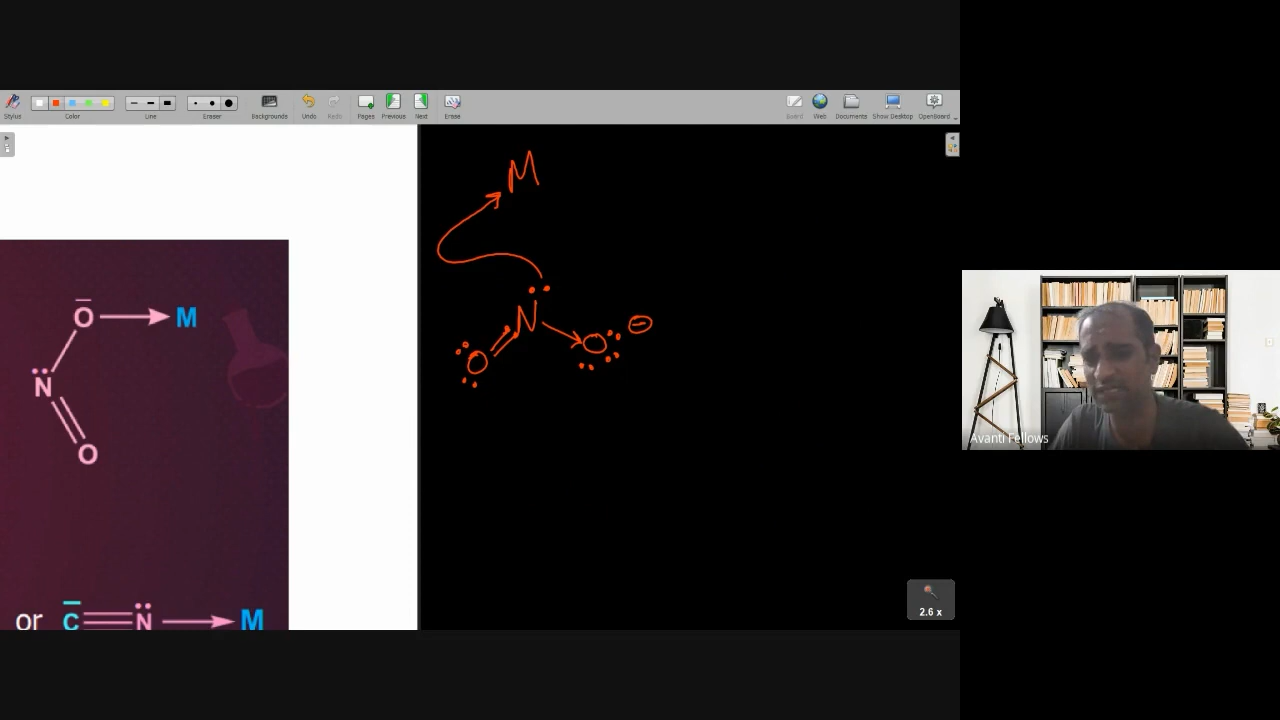 Stylus Color Line Eraser Backgrounds Undo Redo Pages Previous Next Erase Board Web Documents Show Desktop OpenBoard
M
N
O O ⊖
O → M
N
O
or C≡N → M
2.6 x
Avanti Fellows